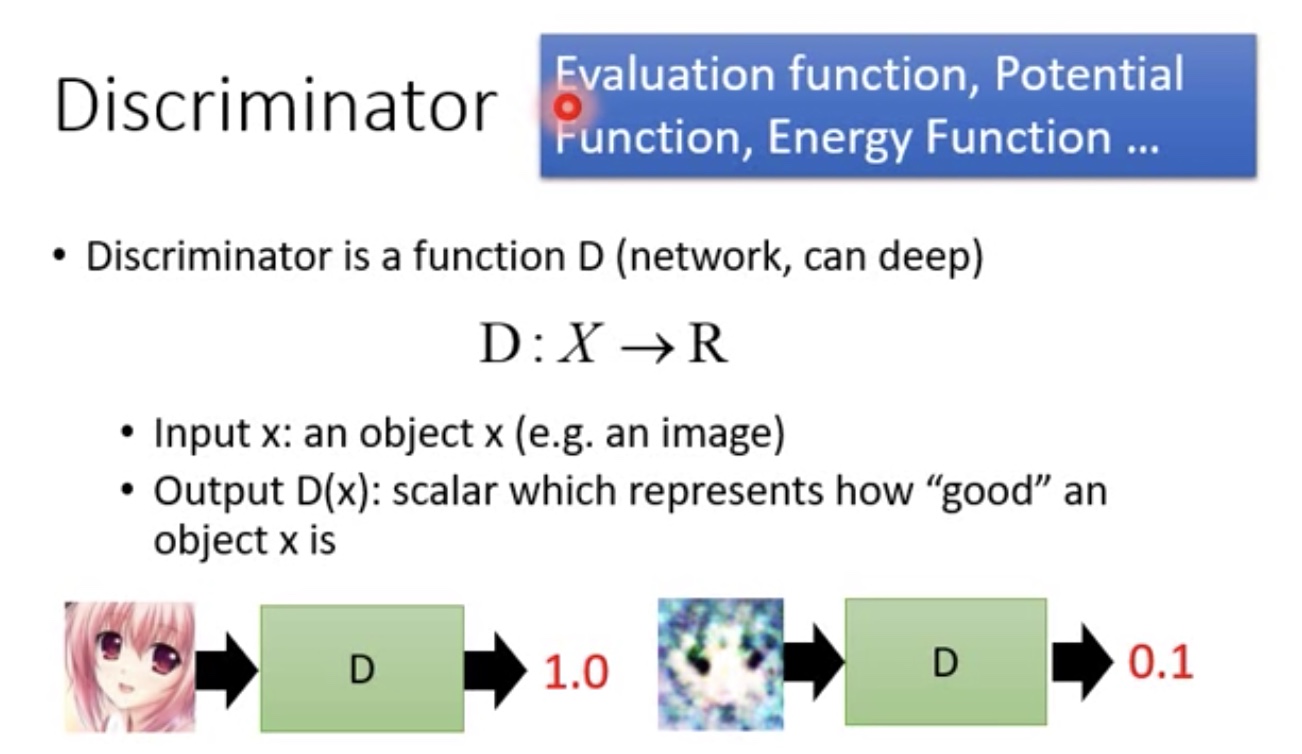 Discriminator
Evaluation function, Potential
Function, Energy Function ...
• Discriminator is a function D (network, can deep)
D : X → R
• Input x: an object x (e.g. an image)
• Output D(x): scalar which represents how “good” an
object x is
D
1.0
D
0.1